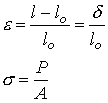 ε = (l − l₀)/l₀ = δ/l₀
σ = P/A